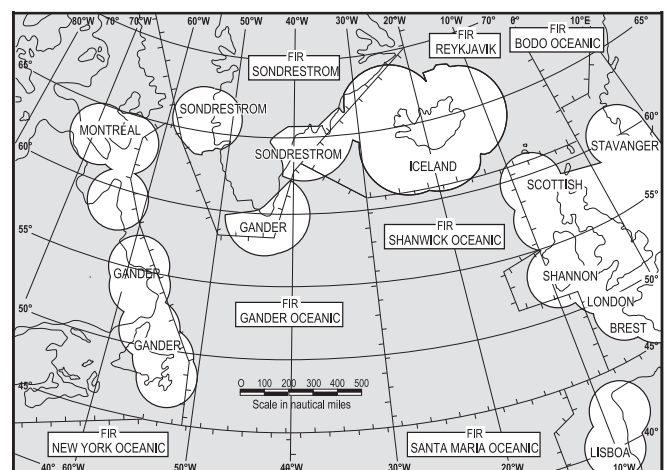 80°W 70°W 60°W 50°W 40°W 30°W 20°W 10°W 0° 10°E
70° 70°
65° 65°
FIR
REYKJAVIK
FIR
BODO OCEANIC
FIR
SONDRESTROM
SONDRESTROM
MONTRÉAL
STAVANGER
SONDRESTROM
ICELAND
60° 60°
SCOTTISH
FIR
SHANWICK OCEANIC
GANDER
55° 55°
GANDER
SHANNON
LONDON
BREST
50° 50°
FIR
GANDER OCEANIC
GANDER
45° 45°
0 100 200 300 400 500
Scale in nautical miles
FIR
NEW YORK OCEANIC
FIR
SANTA MARIA OCEANIC
LISBOA
40° 40°
60°W 50°W 40°W 30°W 20°W 10°W